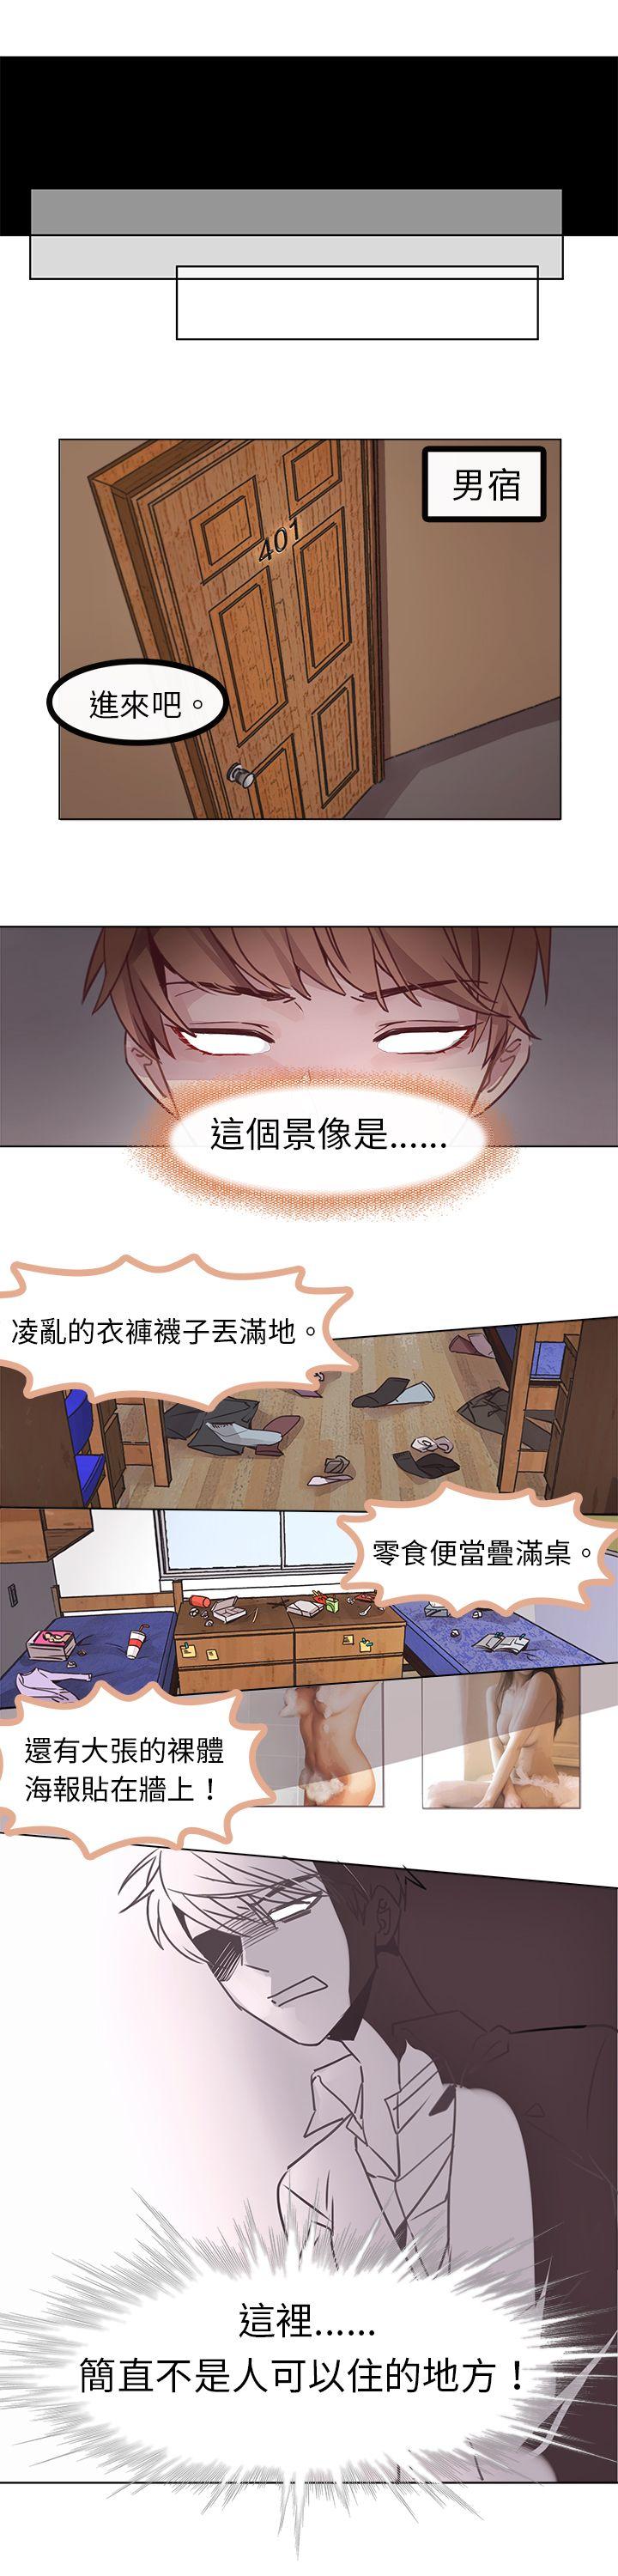 男宿
401
進來吧。
這個景像是……
凌亂的衣褲襪子丟滿地。
零食便當疊滿桌。
還有大張的裸體
海報貼在牆上！
這裡……
簡直不是人可以住的地方！